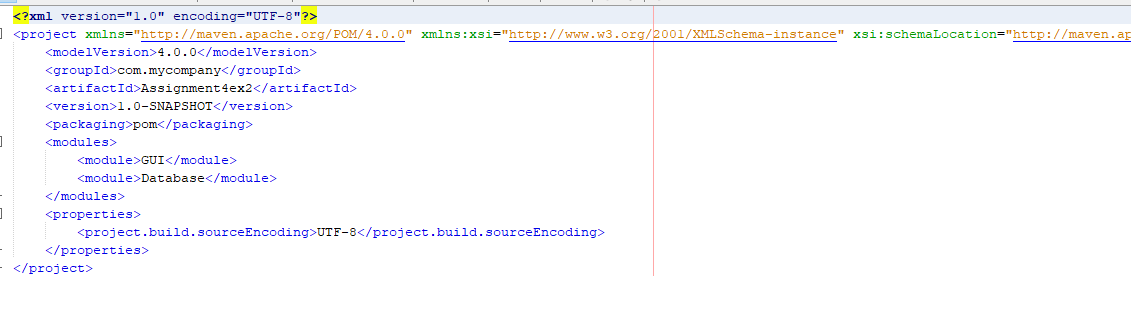 <?xml version="1.0" encoding="UTF-8"?>
<project xmlns="http://maven.apache.org/POM/4.0.0" xmlns:xsi="http://www.w3.org/2001/XMLSchema-instance" xsi:schemaLocation="http://maven.ap
<modelVersion>4.0.0</modelVersion>
<groupId>com.mycompany</groupId>
<artifactId>Assignment4ex2</artifactId>
<version>1.0-SNAPSHOT</version>
<packaging>pom</packaging>
<modules>
<module>GUI</module>
<module>Database</module>
</modules>
<properties>
<project.build.sourceEncoding>UTF-8</project.build.sourceEncoding>
</properties>
</project>